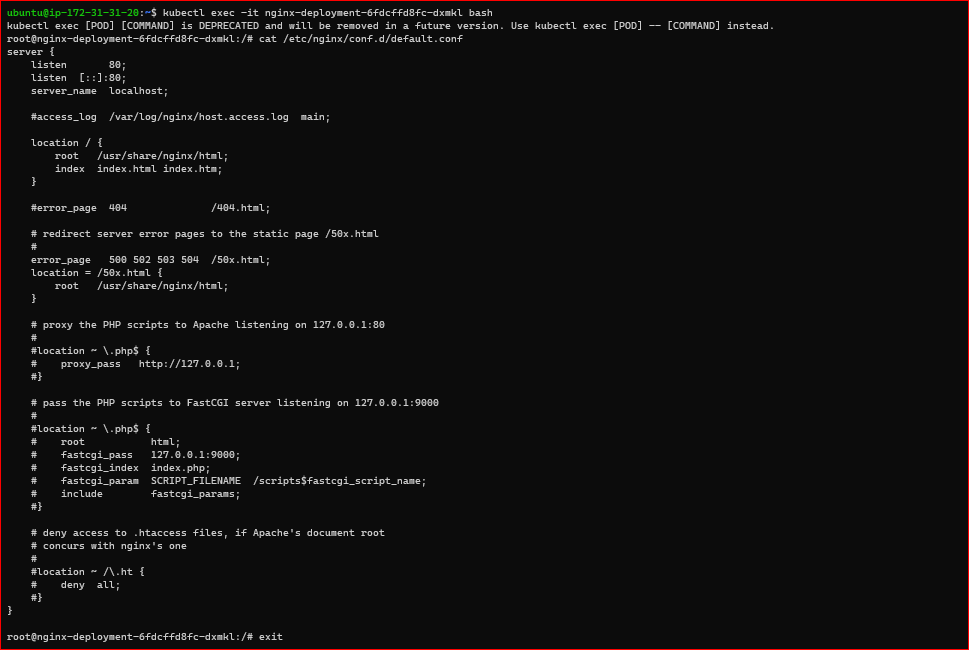 ubuntu@ip-172-31-31-20:~$ kubectl exec -it nginx-deployment-6fdcffd8fc-dxmkl bash
kubectl exec [POD] [COMMAND] is DEPRECATED and will be removed in a future version. Use kubectl exec [POD] -- [COMMAND] instead.
root@nginx-deployment-6fdcffd8fc-dxmkl:/# cat /etc/nginx/conf.d/default.conf
server {
    listen       80;
    listen  [::]:80;
    server_name  localhost;

    #access_log  /var/log/nginx/host.access.log  main;

    location / {
        root   /usr/share/nginx/html;
        index  index.html index.htm;
    }

    #error_page  404              /404.html;

    # redirect server error pages to the static page /50x.html
    #
    error_page   500 502 503 504  /50x.html;
    location = /50x.html {
        root   /usr/share/nginx/html;
    }

    # proxy the PHP scripts to Apache listening on 127.0.0.1:80
    #
    #location ~ \.php$ {
    #    proxy_pass   http://127.0.0.1;
    #}

    # pass the PHP scripts to FastCGI server listening on 127.0.0.1:9000
    #
    #location ~ \.php$ {
    #    root           html;
    #    fastcgi_pass   127.0.0.1:9000;
    #    fastcgi_index  index.php;
    #    fastcgi_param  SCRIPT_FILENAME  /scripts$fastcgi_script_name;
    #    include        fastcgi_params;
    #}

    # deny access to .htaccess files, if Apache's document root
    # concurs with nginx's one
    #
    #location ~ /\.ht {
    #    deny  all;
    #}
}

root@nginx-deployment-6fdcffd8fc-dxmkl:/# exit